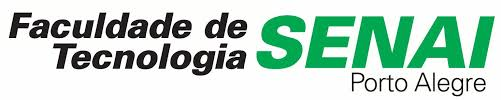 Faculdade de
Tecnologia
SENAI
Porto Alegre